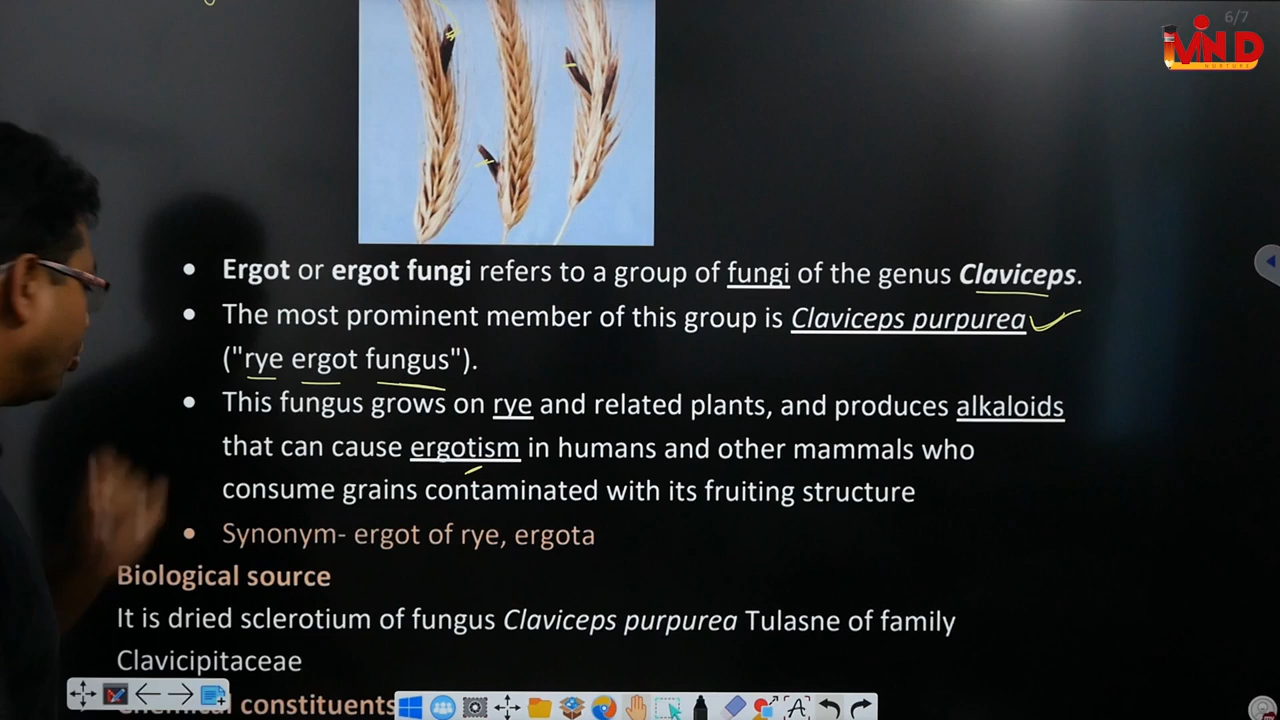 6/7
MIND
NURTURE
Ergot or ergot fungi refers to a group of fungi of the genus Claviceps.
The most prominent member of this group is Claviceps purpurea
("rye ergot fungus").
This fungus grows on rye and related plants, and produces alkaloids
that can cause ergotism in humans and other mammals who
consume grains contaminated with its fruiting structure
Synonym- ergot of rye, ergota
Biological source
It is dried sclerotium of fungus Claviceps purpurea Tulasne of family
Clavicipitaceae
constituents